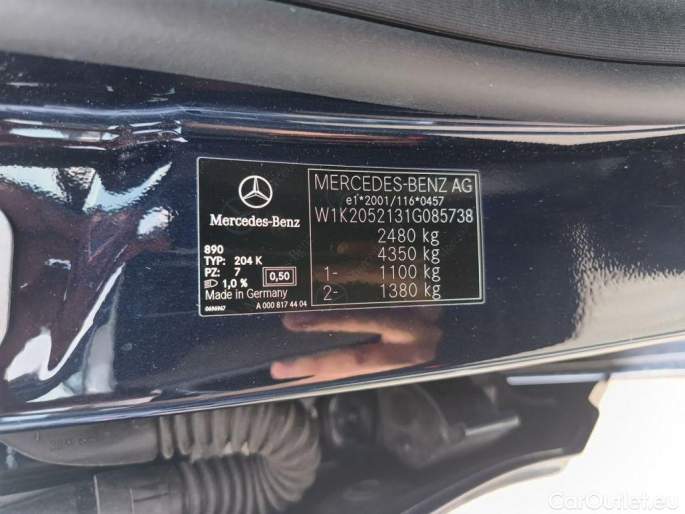 Mercedes-Benz
890
TYP: 204 K
PZ: 7 0,50
1,0 %
Made in Germany
A 000 817 44 04
MERCEDES-BENZ AG
e1*2001/116*0457
W1K2052131G085738
2480 kg
4350 kg
1- 1100 kg
2- 1380 kg
CarOutlet.eu